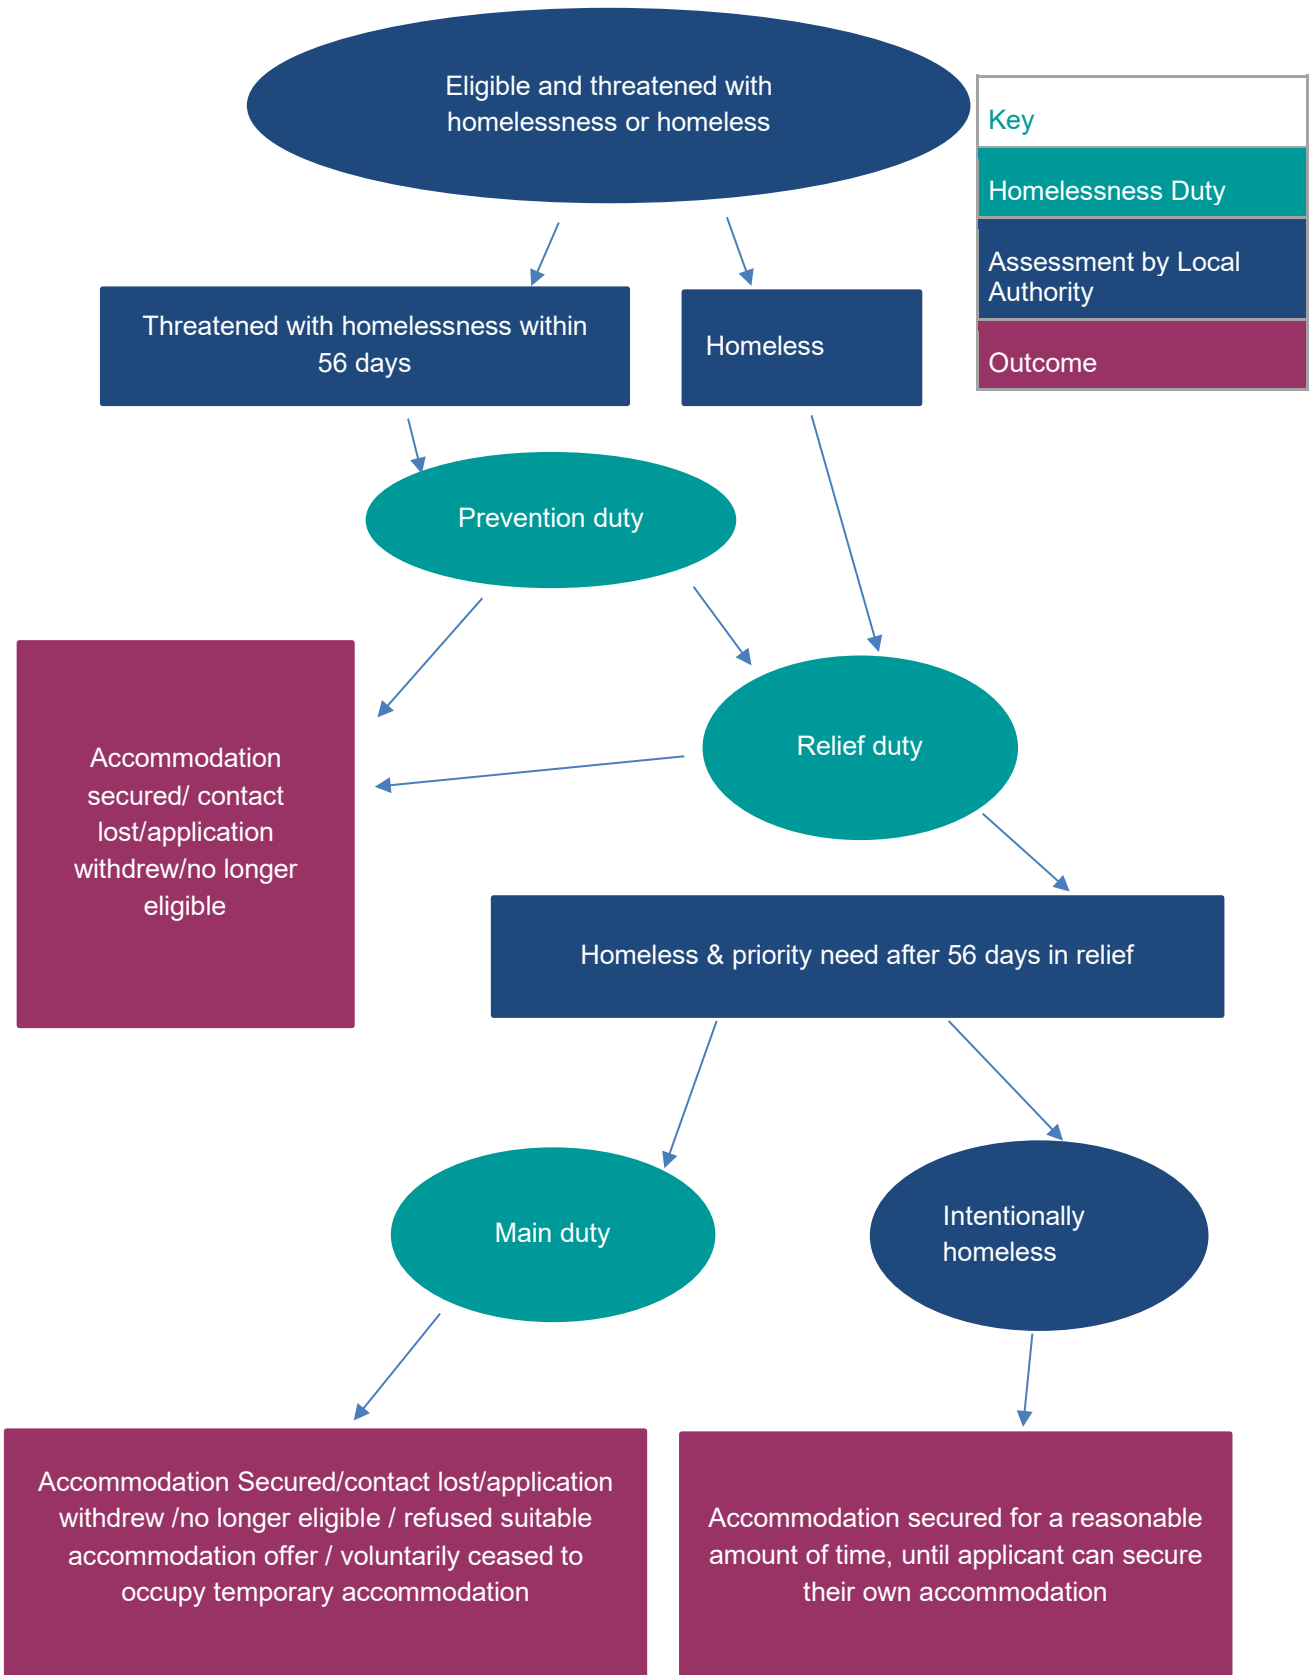 Eligible and threatened with
homelessness or homeless
Key
Homelessness Duty
Assessment by Local
Authority
Outcome
Threatened with homelessness within
56 days
Homeless
Prevention duty
Relief duty
Accommodation
secured/ contact
lost/application
withdrew/no longer
eligible
Homeless & priority need after 56 days in relief
Main duty
Intentionally
homeless
Accommodation Secured/contact lost/application
withdrew /no longer eligible / refused suitable
accommodation offer / voluntarily ceased to
occupy temporary accommodation
Accommodation secured for a reasonable
amount of time, until applicant can secure
their own accommodation